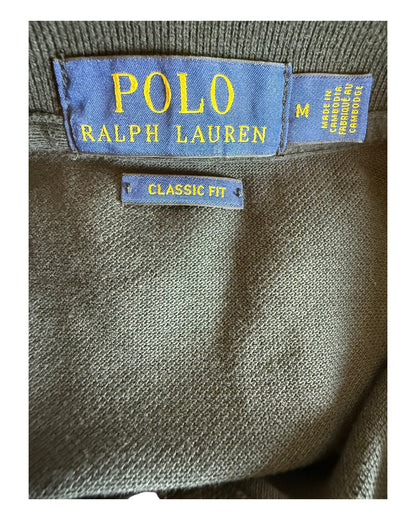 POLO
RALPH LAUREN
M
MADE IN
CAMBODIA
FABRIQUÉ AU
CAMBODGE
CLASSIC FIT